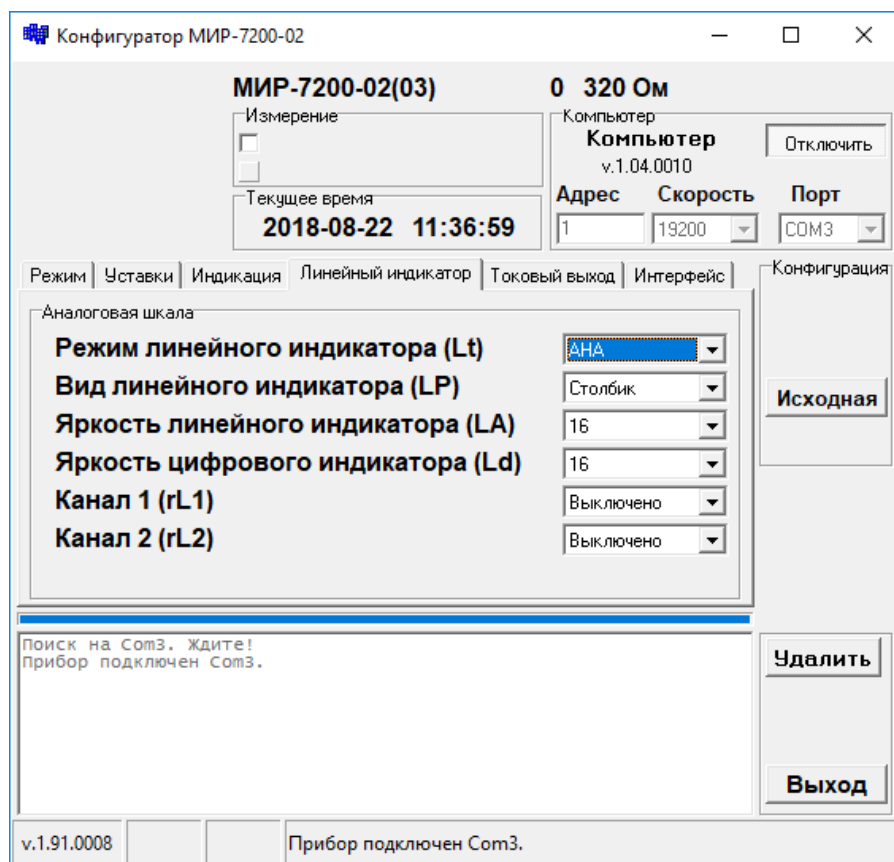 Конфигуратор МИР-7200-02
МИР-7200-02(03) 0 320 Ом
Измерение
Текущее время
2018-08-22 11:36:59
Компьютер
Компьютер
v.1.04.0010
Отключить
Адрес Скорость Порт
1 19200 COM3
Режим Уставки Индикация Линейный индикатор Токовый выход Интерфейс
Аналоговая шкала
Режим линейного индикатора (Lt) АНА
Вид линейного индикатора (LP) Столбик
Яркость линейного индикатора (LA) 16
Яркость цифрового индикатора (Ld) 16
Канал 1 (rL1) Выключено
Канал 2 (rL2) Выключено
Конфигурация
Исходная
Поиск на Com3. Ждите!
Прибор подключен Com3.
Удалить
Выход
v.1.91.0008 Прибор подключен Com3.